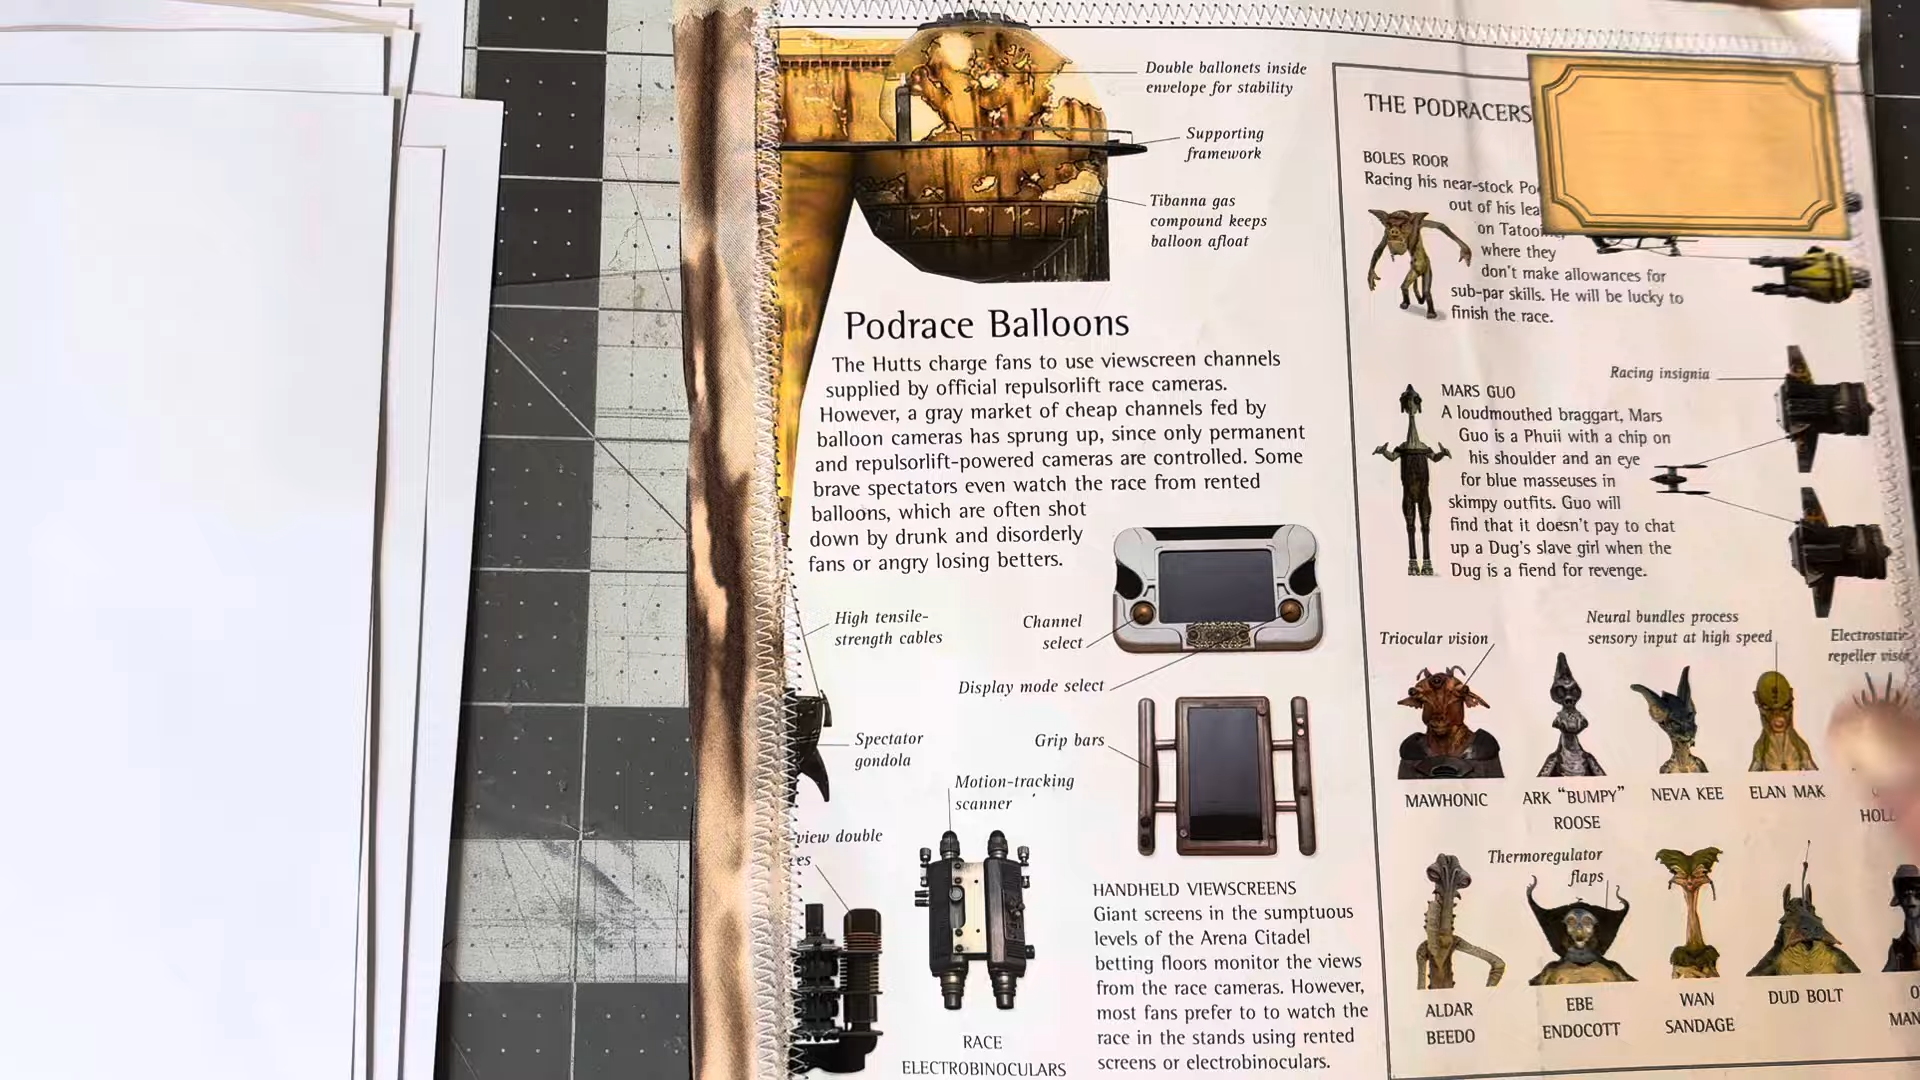 Double ballonets inside
envelope for stability
Supporting
framework
Tibanna gas
compound keeps
balloon afloat
Podrace Balloons
The Hutts charge fans to use viewscreen channels
supplied by official repulsorlift race cameras.
However, a gray market of cheap channels fed by
balloon cameras has sprung up, since only permanent
and repulsorlift-powered cameras are controlled. Some
brave spectators even watch the race from rented
balloons, which are often shot
down by drunk and disorderly
fans or angry losing betters.
High tensile-
strength cables
Channel
select
Display mode select
Spectator
gondola
Grip bars
Motion-tracking
scanner
view double
RACE
ELECTROBINOCULARS
HANDHELD VIEWSCREENS
Giant screens in the sumptuous
levels of the Arena Citadel
betting floors monitor the views
from the race cameras. However,
most fans prefer to to watch the
race in the stands using rented
screens or electrobinoculars.
THE PODRACERS
BOLES ROOR
Racing his near-stock
out of his
on
where they
don't make allowances for
sub-par skills. He will be lucky to
finish the race.
Racing insignia
MARS GUO
A loudmouthed braggart, Mars
Guo is a Phuii with a chip on
his shoulder and an eye
for blue masseuses in
skimpy outfits. Guo will
find that it doesn't pay to chat
up a Dug's slave girl when the
Dug is a fiend for revenge.
Triocular vision
Neural bundles process
sensory input at high speed
Electrostatic
repeller
MAWHONIC
ARK "BUMPY"
ROOSE
NEVA KEE
ELAN MAK
Thermoregulator
flaps
ALDAR
BEEDO
EBE
ENDOCOTT
WAN
SANDAGE
DUD BOLT